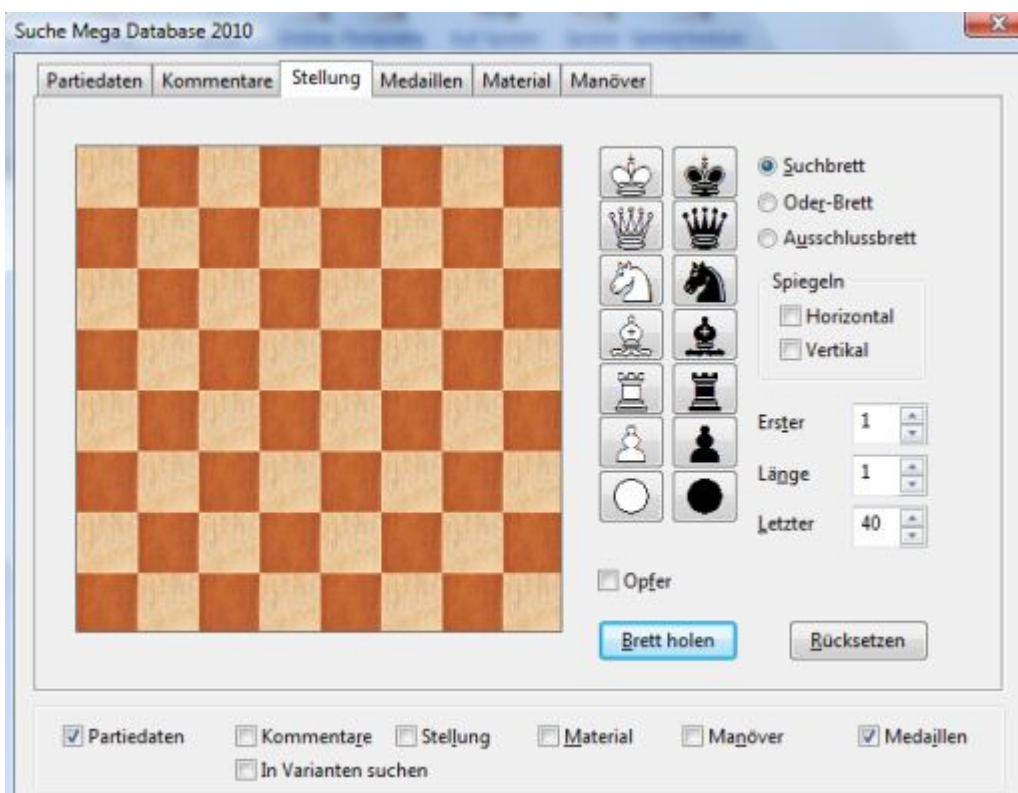 Suche Mega Database 2010
Partiedaten Kommentare Stellung Medaillen Material Manöver
Suchbrett
Oder-Brett
Ausschlussbrett
Spiegeln
Horizontal
Vertikal
Erster 1
Länge 1
Letzter 40
Opfer
Brett holen Rücksetzen
Partiedaten Kommentare Stellung Material Manöver Medaillen
In Varianten suchen